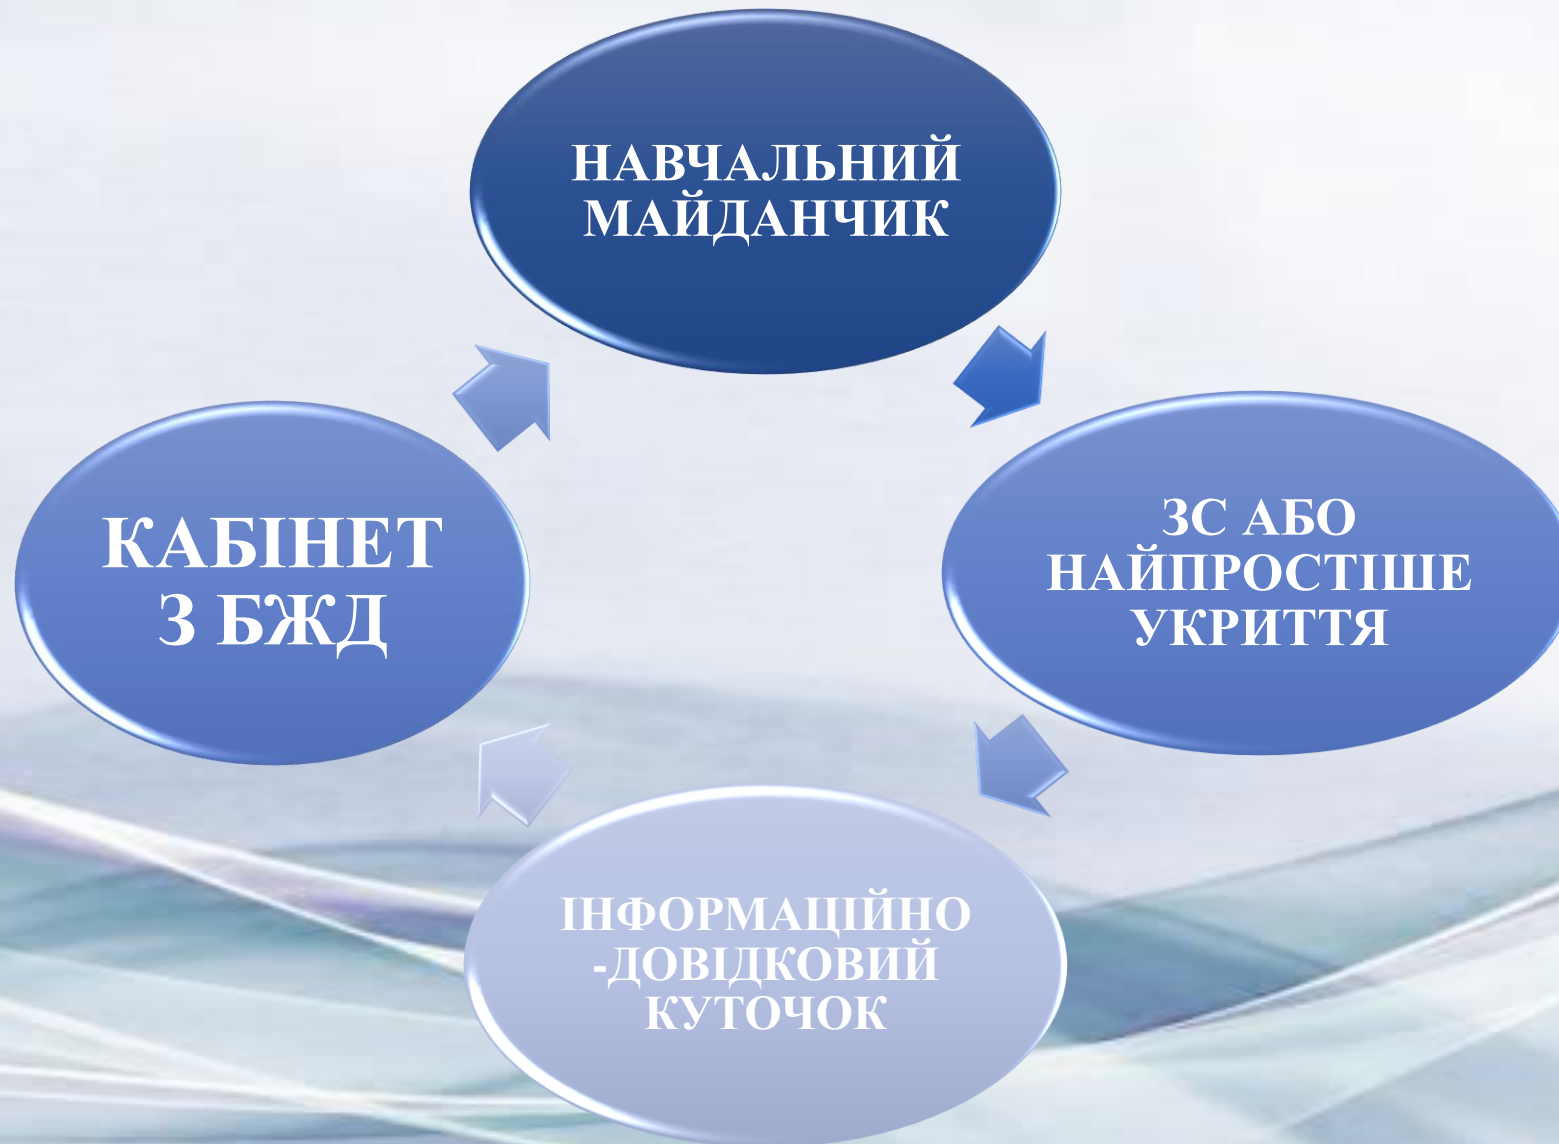 НАВЧАЛЬНИЙ
МАЙДАНЧИК
ЗС АБО
НАЙПРОСТІШЕ
УКРИТТЯ
ІНФОРМАЦІЙНО
-ДОВІДКОВИЙ
КУТОЧОК
КАБІНЕТ
З БЖД